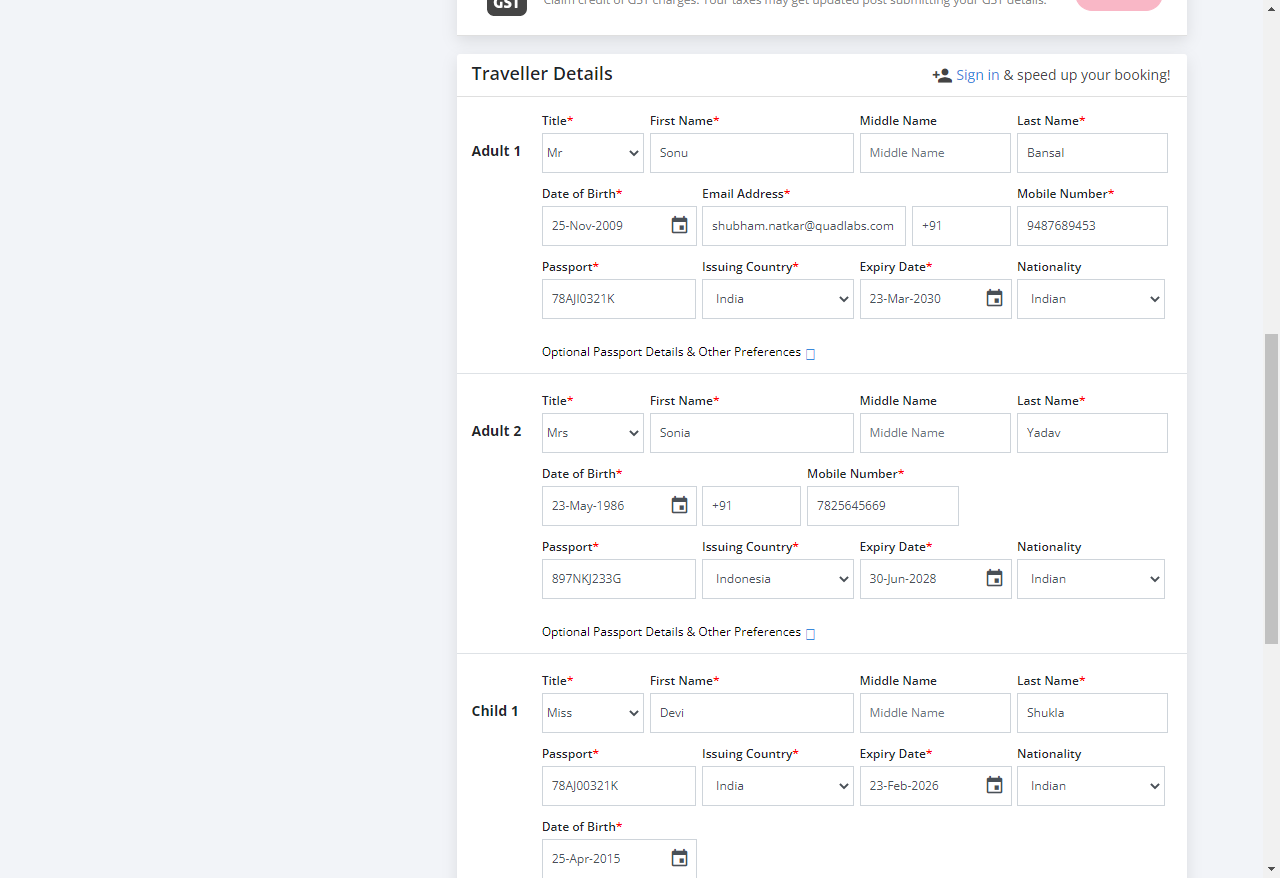 GST Claim credit of GST charges. Your taxes may get updated post submitting your GST details.
Traveller Details Sign in & speed up your booking!
Title* First Name* Middle Name Last Name*
Adult 1 Mr Sonu Middle Name Bansal
Date of Birth* Email Address* Mobile Number*
25-Nov-2009 shubham.natkar@quadlabs.com +91 9487689453
Passport* Issuing Country* Expiry Date* Nationality
78AJI0321K India 23-Mar-2030 Indian
Optional Passport Details & Other Preferences
Title* First Name* Middle Name Last Name*
Adult 2 Mrs Sonia Middle Name Yadav
Date of Birth* Mobile Number*
23-May-1986 +91 7825645669
Passport* Issuing Country* Expiry Date* Nationality
897NKJ233G Indonesia 30-Jun-2028 Indian
Optional Passport Details & Other Preferences
Title* First Name* Middle Name Last Name*
Child 1 Miss Devi Middle Name Shukla
Passport* Issuing Country* Expiry Date* Nationality
78AJ00321K India 23-Feb-2026 Indian
Date of Birth*
25-Apr-2015